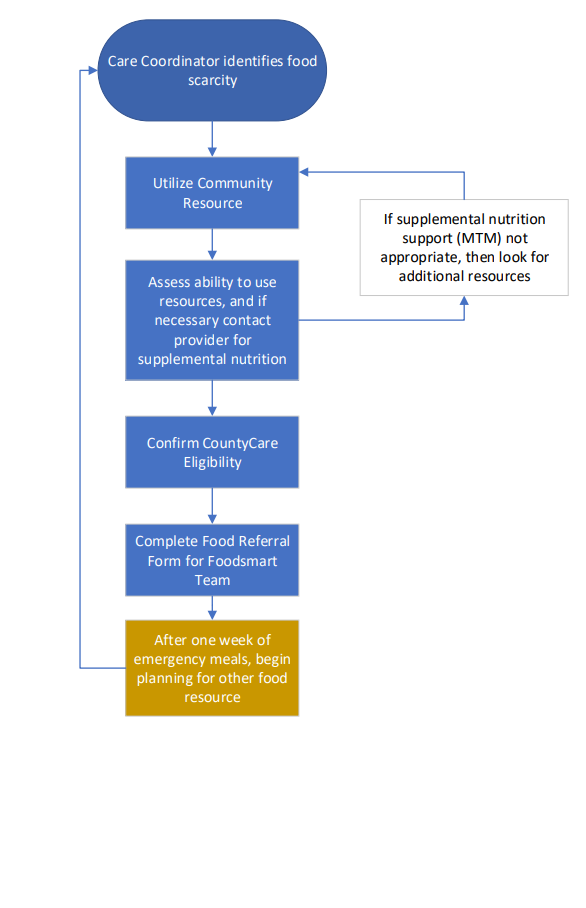 Care Coordinator identifies food
scarcity
Utilize Community
Resource
If supplemental nutrition
support (MTM) not
appropriate, then look for
additional resources
Assess ability to use
resources, and if
necessary contact
provider for
supplemental nutrition
Confirm CountyCare
Eligibility
Complete Food Referral
Form for Foodsmart
Team
After one week of
emergency meals, begin
planning for other food
resource